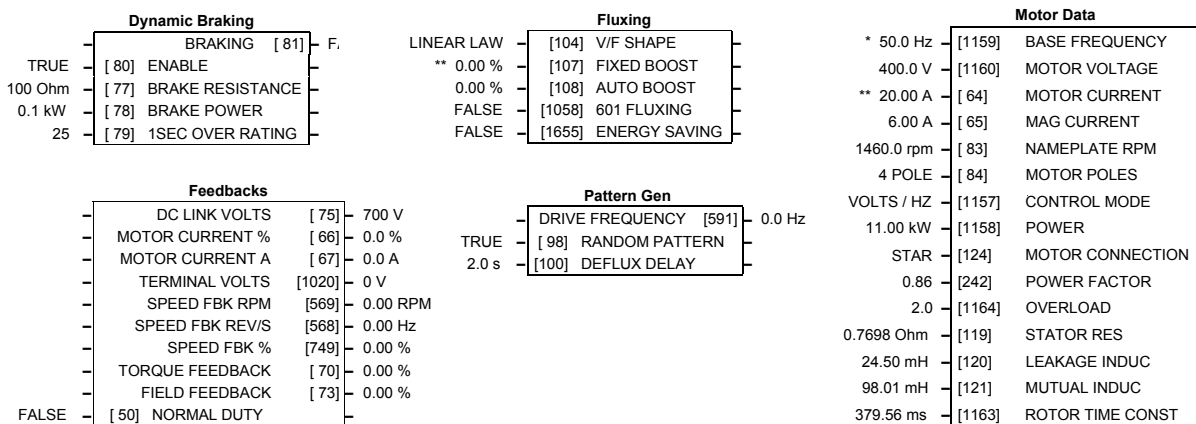 Dynamic Braking
BRAKING [ 81] – F
TRUE – [ 80] ENABLE –
100 Ohm – [ 77] BRAKE RESISTANCE –
0.1 kW – [ 78] BRAKE POWER –
25 – [ 79] 1SEC OVER RATING –
Feedbacks
– DC LINK VOLTS [ 75] – 700 V
– MOTOR CURRENT % [ 66] – 0.0 %
– MOTOR CURRENT A [ 67] – 0.0 A
– TERMINAL VOLTS [1020] – 0 V
– SPEED FBK RPM [569] – 0.00 RPM
– SPEED FBK REV/S [568] – 0.00 Hz
– SPEED FBK % [749] – 0.00 %
– TORQUE FEEDBACK [ 70] – 0.00 %
– FIELD FEEDBACK [ 73] – 0.00 %
FALSE – [ 50] NORMAL DUTY –
Fluxing
LINEAR LAW – [104] V/F SHAPE –
** 0.00 % – [107] FIXED BOOST –
0.00 % – [108] AUTO BOOST –
FALSE – [1058] 601 FLUXING –
FALSE – [1655] ENERGY SAVING –
Pattern Gen
– DRIVE FREQUENCY [591] – 0.0 Hz
TRUE – [ 98] RANDOM PATTERN –
2.0 s – [100] DEFLUX DELAY –
Motor Data
* 50.0 Hz – [1159] BASE FREQUENCY
400.0 V – [1160] MOTOR VOLTAGE
** 20.00 A – [ 64] MOTOR CURRENT
6.00 A – [ 65] MAG CURRENT
1460.0 rpm – [ 83] NAMEPLATE RPM
4 POLE – [ 84] MOTOR POLES
VOLTS / HZ – [1157] CONTROL MODE
11.00 kW – [1158] POWER
STAR – [124] MOTOR CONNECTION
0.86 – [242] POWER FACTOR
2.0 – [1164] OVERLOAD
0.7698 Ohm – [119] STATOR RES
24.50 mH – [120] LEAKAGE INDUC
98.01 mH – [121] MUTUAL INDUC
379.56 ms – [1163] ROTOR TIME CONST